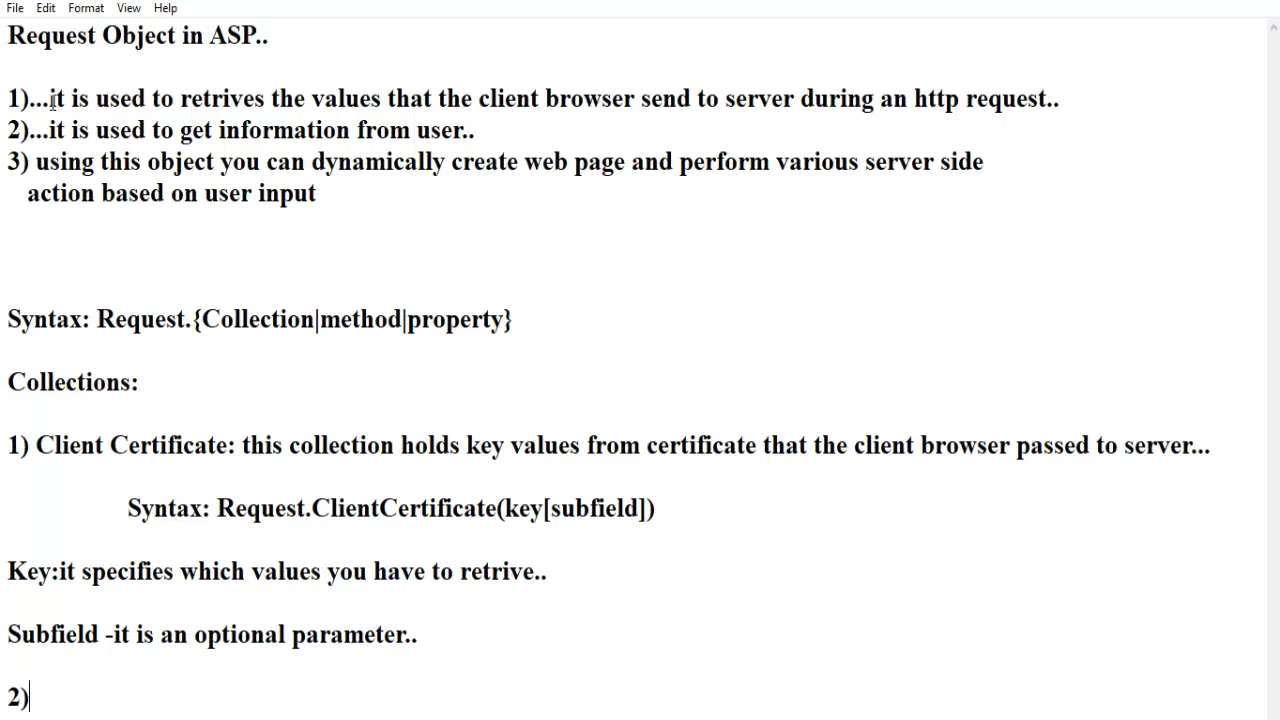 File Edit Format View Help
Request Object in ASP..
1)...it is used to retrives the values that the client browser send to server during an http request..
2)...it is used to get information from user..
3) using this object you can dynamically create web page and perform various server side
action based on user input
Syntax: Request.{Collection|method|property}
Collections:
1) Client Certificate: this collection holds key values from certificate that the client browser passed to server...
Syntax: Request.ClientCertificate(key[subfield])
Key:it specifies which values you have to retrive..
Subfield -it is an optional parameter..
2)